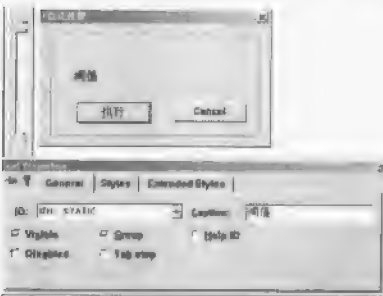 阈值
执行
Cancel
General
Styles
Extended Styles
ID:
Caption:
阈值
Visible
Group
Help ID
Disabled
Tab stop